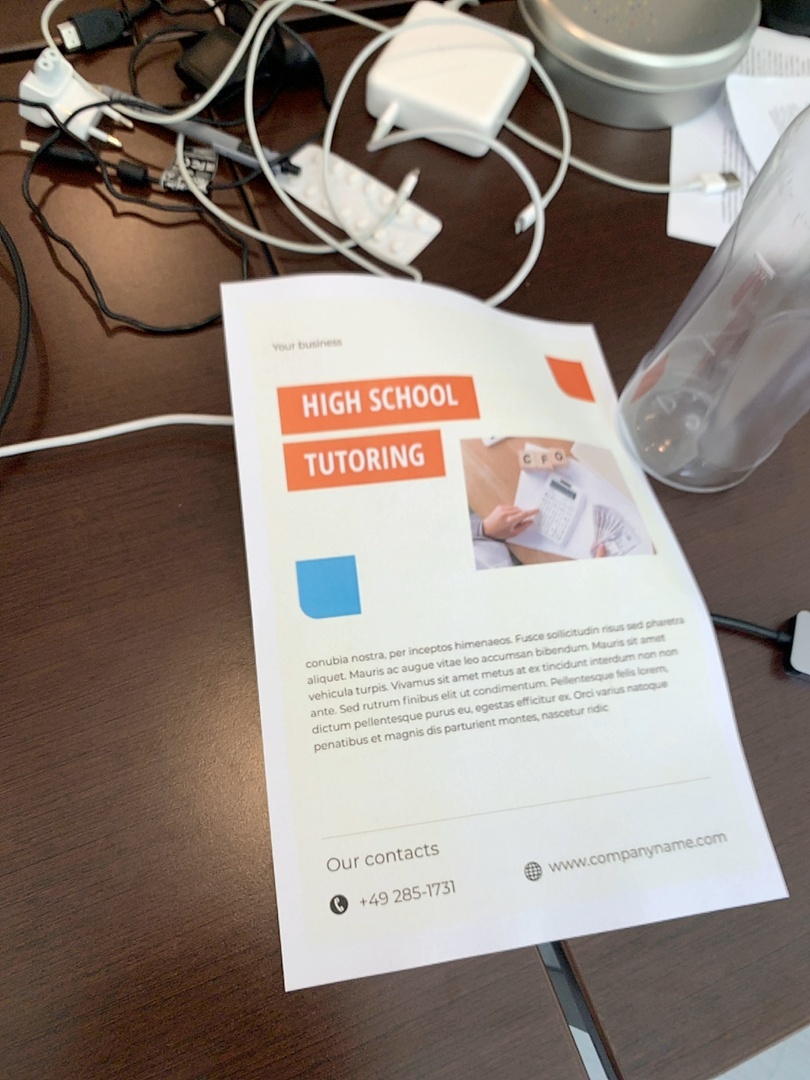 Your business
HIGH SCHOOL
TUTORING
C F O
conubia nostra, per inceptos himenaeos. Fusce sollicitudin risus sed pharetra
aliquet. Mauris ac augue vitae leo accumsan bibendum. Mauris sit amet
vehicula turpis. Vivamus sit amet metus at ex tincidunt interdum non non
ante. Sed rutrum finibus elit ut condimentum. Pellentesque felis lorem,
dictum pellentesque purus eu, egestas efficitur ex. Orci varius natoque
penatibus et magnis dis parturient montes, nascetur ridic
Our contacts
+49 285-1731
www.companyname.com